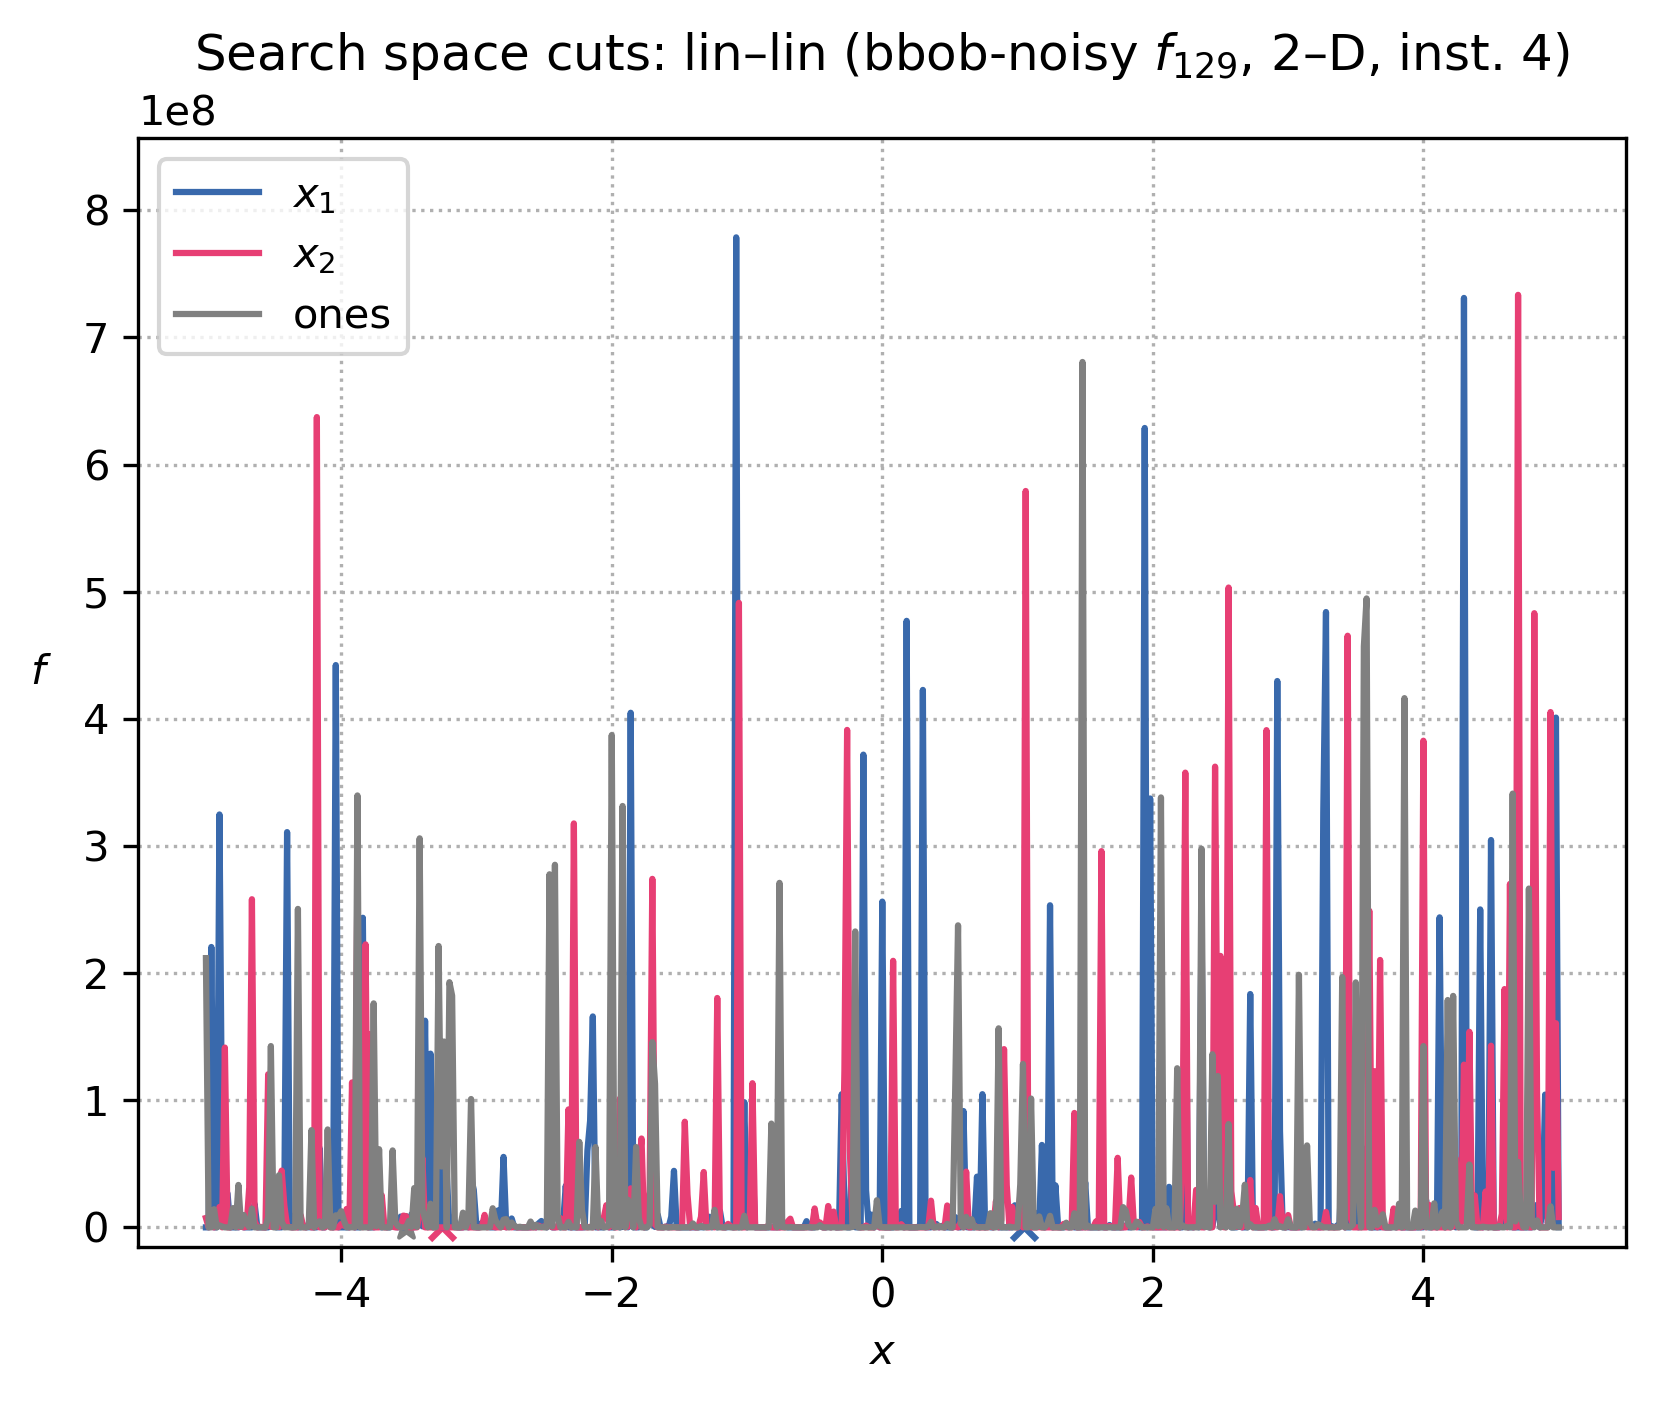 Search space cuts: lin–lin (bbob-noisy f₁₂₉, 2–D, inst. 4)
1e8
x₁
x₂
ones
8
7
6
5
4
3
2
1
0
f
−4
−2
0
2
4
x